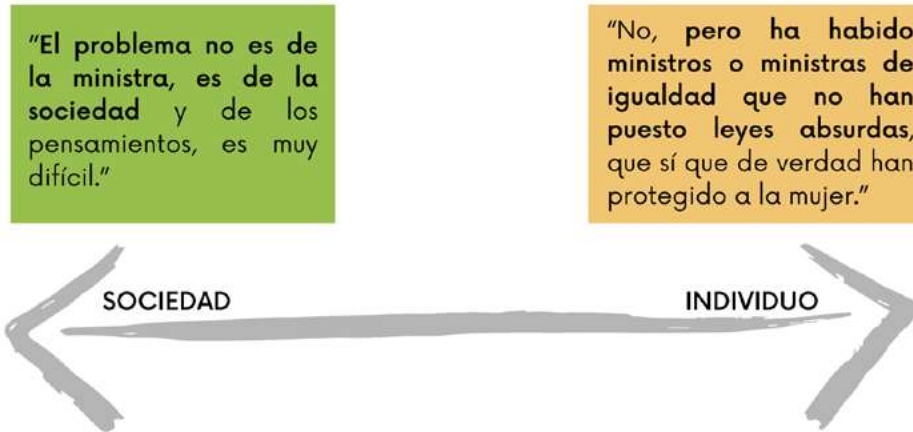 "El problema no es de
la ministra, es de la
sociedad y de los
pensamientos, es muy
difícil."
"No, pero ha habido
ministros o ministras de
igualdad que no han
puesto leyes absurdas,
que sí que de verdad han
protegido a la mujer."
SOCIEDAD
INDIVIDUO